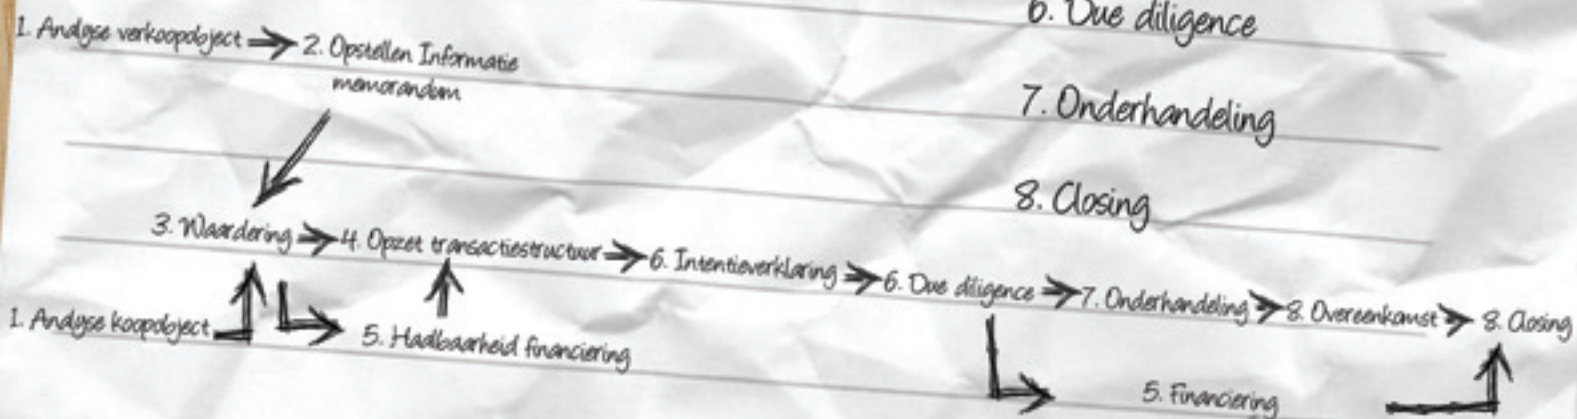 6. Due diligence
1. Analyse verkoopobject
2. Opstellen Informatie
memorandum
7. Onderhandeling
8. Closing
3. Waardering
4. Opzet transactiestructuur
6. Intentieverklaring
6. Due diligence
7. Onderhandeling
8. Overeenkomst
8. Closing
1. Analyse koopobject
5. Haalbaarheid financiering
5. Financiering